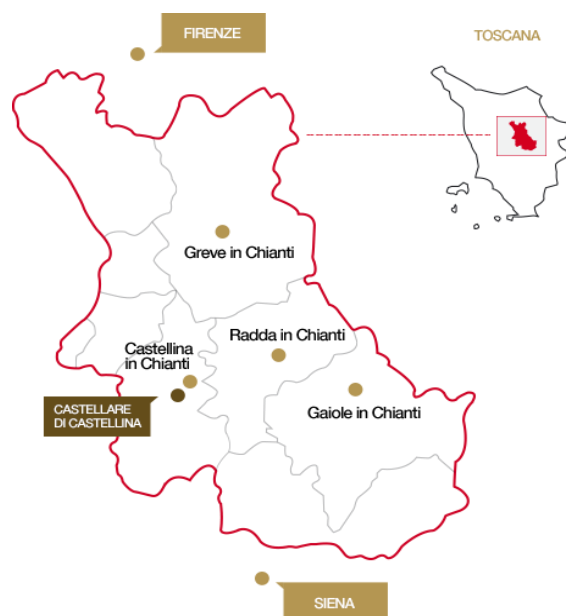 FIRENZE
TOSCANA
Greve in Chianti
Castellina
in Chianti
Radda in Chianti
CASTELLARE
DI CASTELLINA
Gaiole in Chianti
SIENA